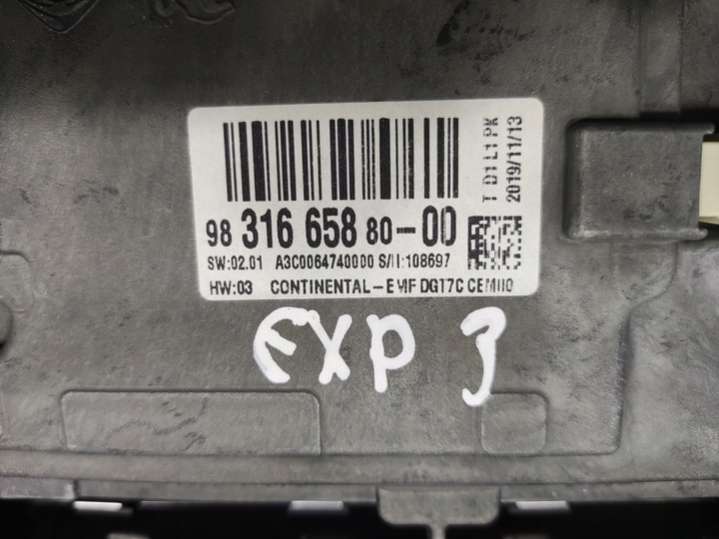 98 316 658 80-00
SW:02.01 A3C0064740000 S/N:108697
HW:03 CONTINENTAL-EMF DG17C CEM110
T D1 L1 PK
2019/11/13
EXP 3